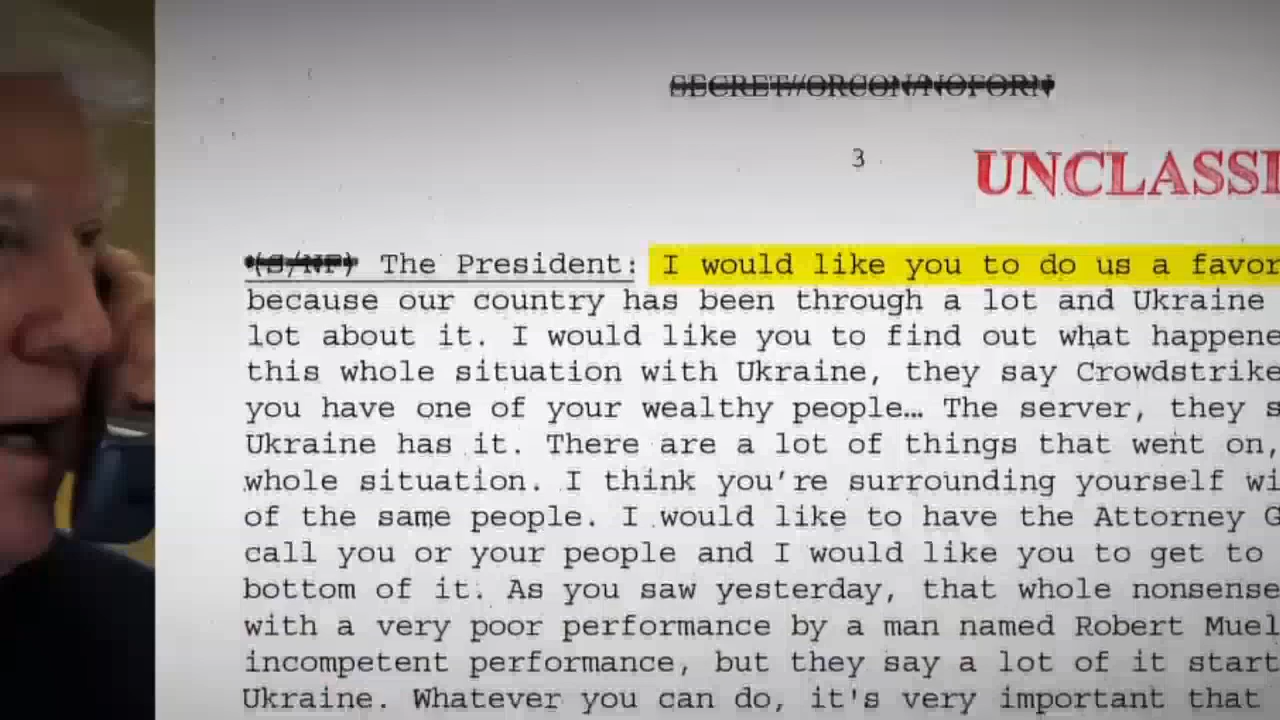 SECRET//ORCON/NOFORN
3
UNCLASSI
(S/NF) The President: I would like you to do us a favor
because our country has been through a lot and Ukraine
lot about it. I would like you to find out what happene
this whole situation with Ukraine, they say Crowdstrike
you have one of your wealthy people… The server, they s
Ukraine has it. There are a lot of things that went on,
whole situation. I think you're surrounding yourself wi
of the same people. I would like to have the Attorney G
call you or your people and I would like you to get to
bottom of it. As you saw yesterday, that whole nonsense
with a very poor performance by a man named Robert Muel
incompetent performance, but they say a lot of it start
Ukraine. Whatever you can do, it's very important that